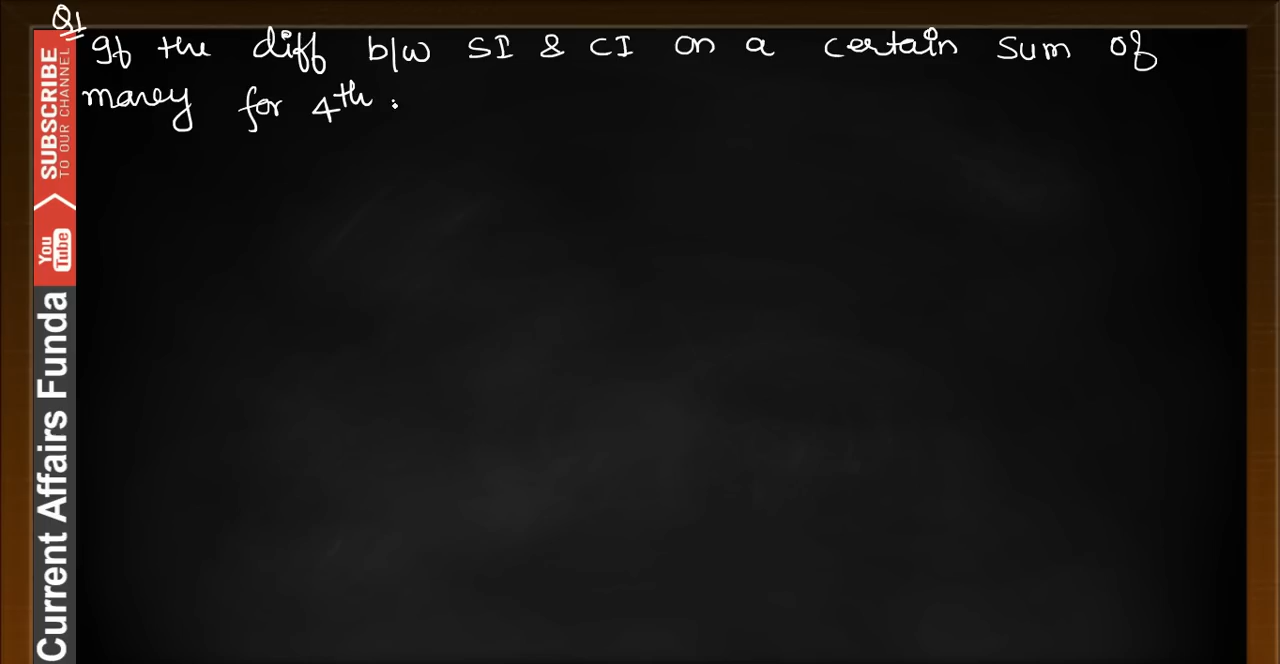 Q1
If the diff b/w SI & CI on a certain sum of
money for 4th .
SUBSCRIBE
TO OUR CHANNEL
You
Tube
Current Affairs Funda